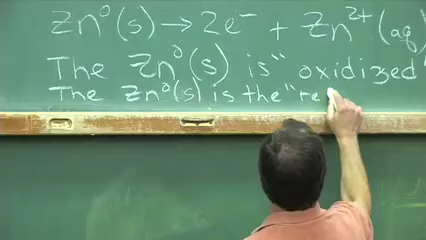 Zn⁰(s) → 2e⁻ + Zn²⁺(aq)
The Zn⁰(s) is "oxidized"
The Zn⁰(s) is the "re